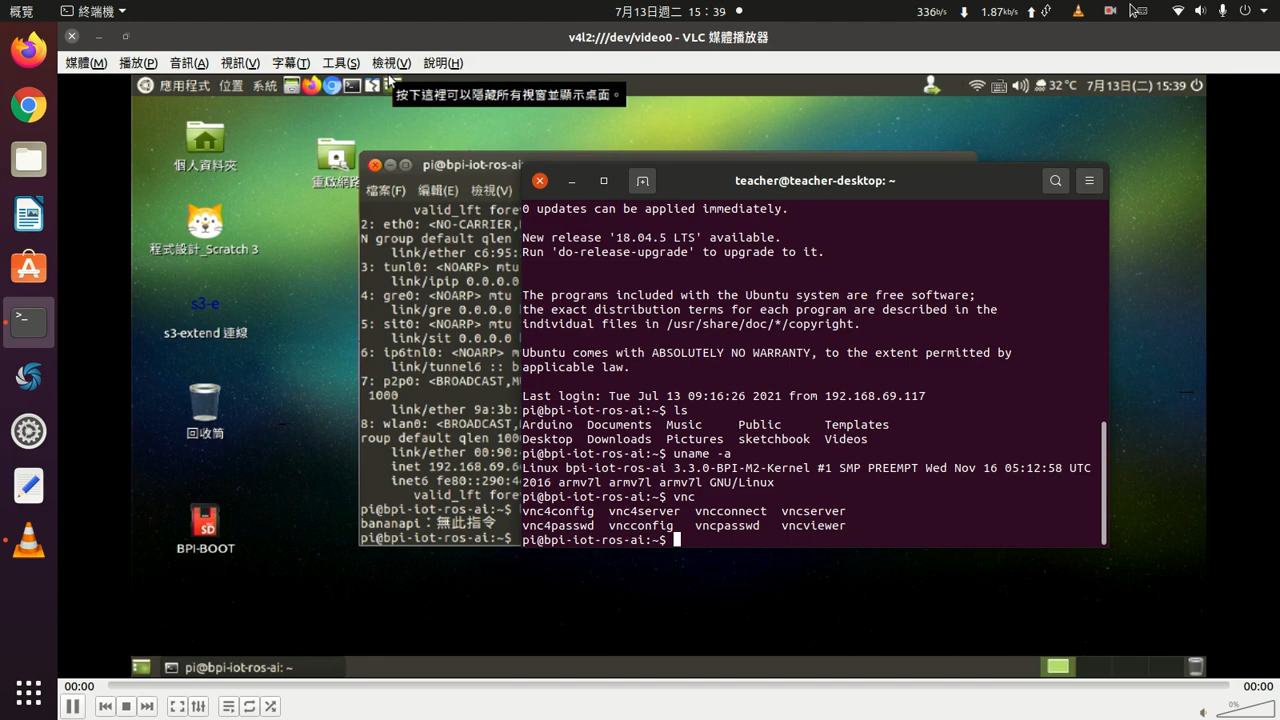 概覽
終端機
7月13日週二 15:39
336b/s
1.87kb/s
v4l2:///dev/video0 - VLC 媒體播放器
媒體(M) 播放(P) 音訊(A) 視訊(V) 字幕(T) 工具(S) 檢視(V) 說明(H)
應用程式 位置 系統
32 °C 7月13日(二) 15:39
按下這裡可以隱藏所有視窗並顯示桌面。
個人資料夾
程式設計_Scratch 3
s3-e
s3-extend 連線
回收筒
BPI-BOOT
pi@bpi-iot-ros-ai
檔案(F) 編輯(E) 檢視(V)
valid_lft fore
2: eth0: <NO-CARRIER,
N group default qlen
link/ether c6:95:
3: tunl0: <NOARP> mtu
link/ipip 0.0.0.0
4: gre0: <NOARP> mtu
link/gre 0.0.0.0
5: sit0: <NOARP> mtu
link/sit 0.0.0.0
6: ip6tnl0: <NOARP> m
link/tunnel6 :: b
7: p2p0: <BROADCAST,MU
1000
link/ether 9a:3b:
8: wlan0: <BROADCAST,
roup default qlen 100
link/ether 00:90:
inet 192.168.69.6
inet6 fe80::290:4
valid_lft for
pi@bpi-iot-ros-ai:~$
bananapi：無此指令
pi@bpi-iot-ros-ai:~$
teacher@teacher-desktop: ~
0 updates can be applied immediately.
New release '18.04.5 LTS' available.
Run 'do-release-upgrade' to upgrade to it.
The programs included with the Ubuntu system are free software;
the exact distribution terms for each program are described in the
individual files in /usr/share/doc/*/copyright.
Ubuntu comes with ABSOLUTELY NO WARRANTY, to the extent permitted by
applicable law.
Last login: Tue Jul 13 09:16:26 2021 from 192.168.69.117
pi@bpi-iot-ros-ai:~$ ls
Arduino Documents Music Public Templates
Desktop Downloads Pictures sketchbook Videos
pi@bpi-iot-ros-ai:~$ uname -a
Linux bpi-iot-ros-ai 3.3.0-BPI-M2-Kernel #1 SMP PREEMPT Wed Nov 16 05:12:58 UTC
2016 armv7l armv7l armv7l GNU/Linux
pi@bpi-iot-ros-ai:~$ vnc
vnc4config vnc4server vncconnect vncserver
vnc4passwd vncconfig vncpasswd vncviewer
pi@bpi-iot-ros-ai:~$
pi@bpi-iot-ros-ai: ~
00:00
00:00
0%